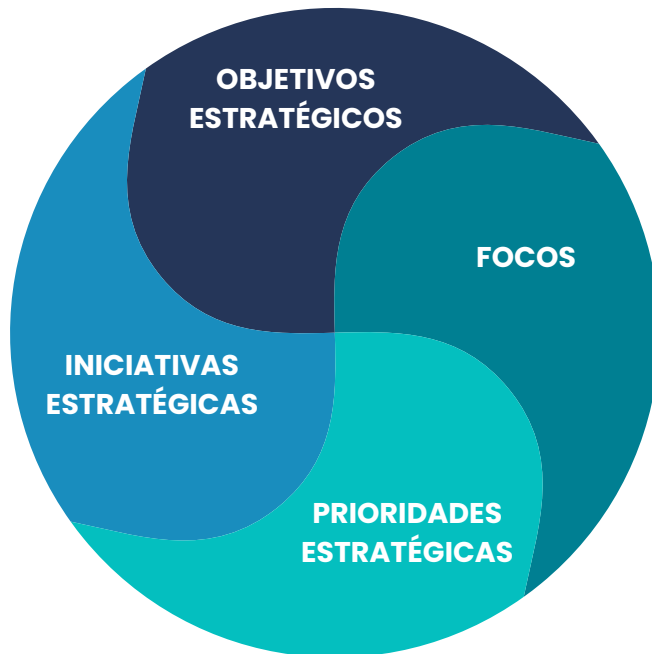 OBJETIVOS
ESTRATÉGICOS
FOCOS
INICIATIVAS
ESTRATÉGICAS
PRIORIDADES
ESTRATÉGICAS